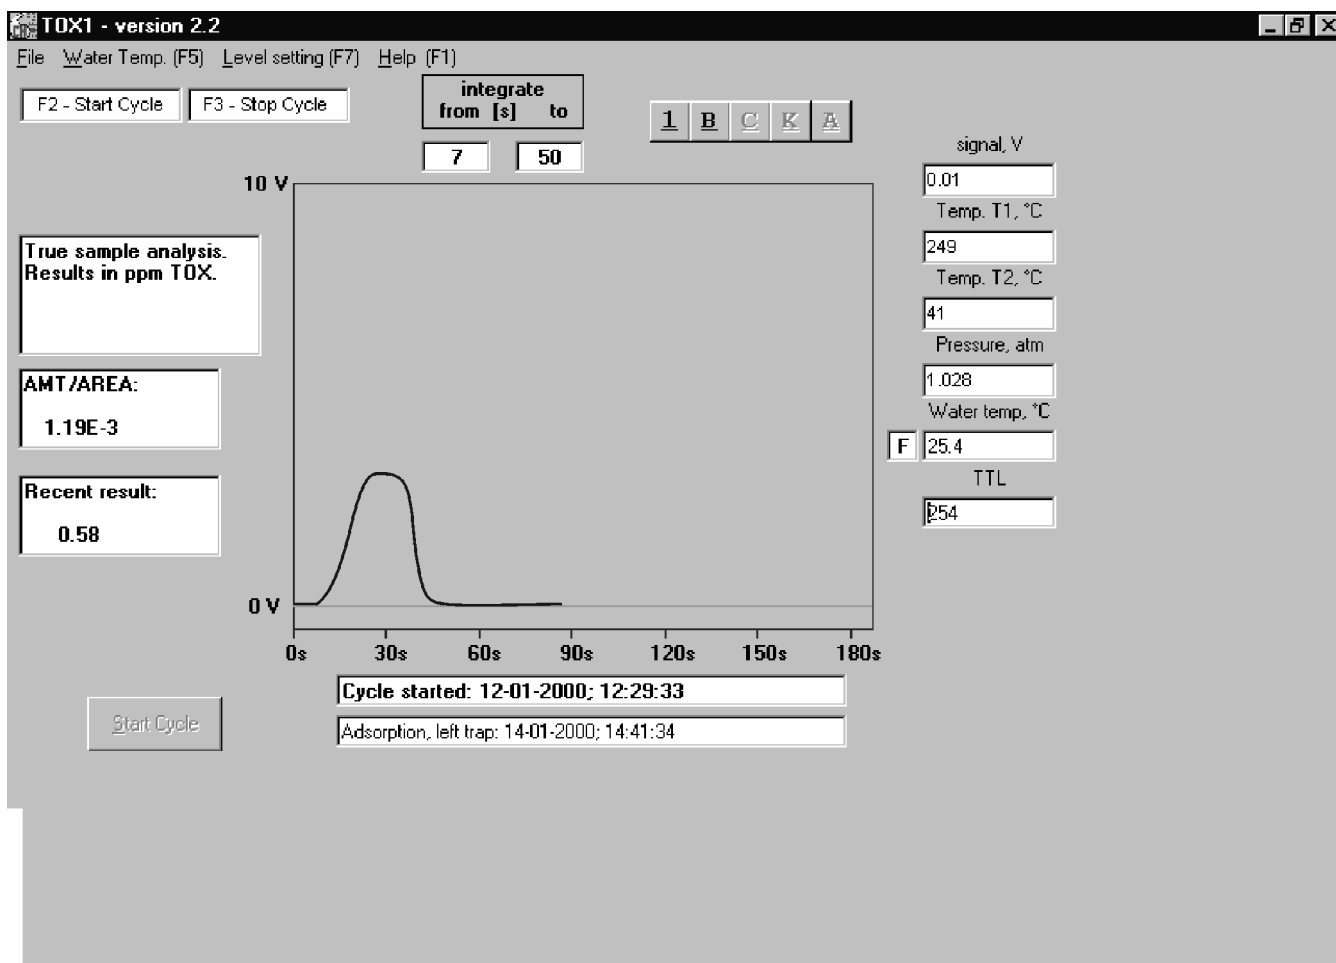 TOX1 - version 2.2
File Water Temp. (F5) Level setting (F7) Help (F1)
F2 - Start Cycle F3 - Stop Cycle
integrate
from [s] to
7 50
1 B C K A
signal, V
0.01
Temp. T1, °C
249
Temp. T2, °C
41
Pressure, atm
1.028
Water temp, °C
F 25.4
TTL
254
10 V
True sample analysis.
Results in ppm TOX.
AMT/AREA:
1.19E-3
Recent result:
0.58
0 V
0s 30s 60s 90s 120s 150s 180s
Cycle started: 12-01-2000; 12:29:33
Start Cycle
Adsorption, left trap: 14-01-2000; 14:41:34